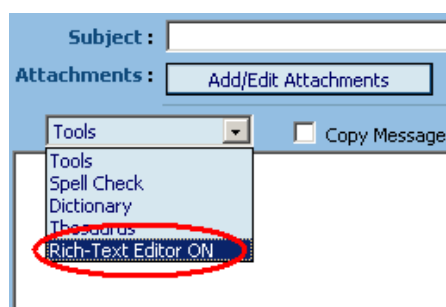 Subject :
Attachments : Add/Edit Attachments
Tools Copy Message
Tools
Spell Check
Dictionary
Thesaurus
Rich-Text Editor ON